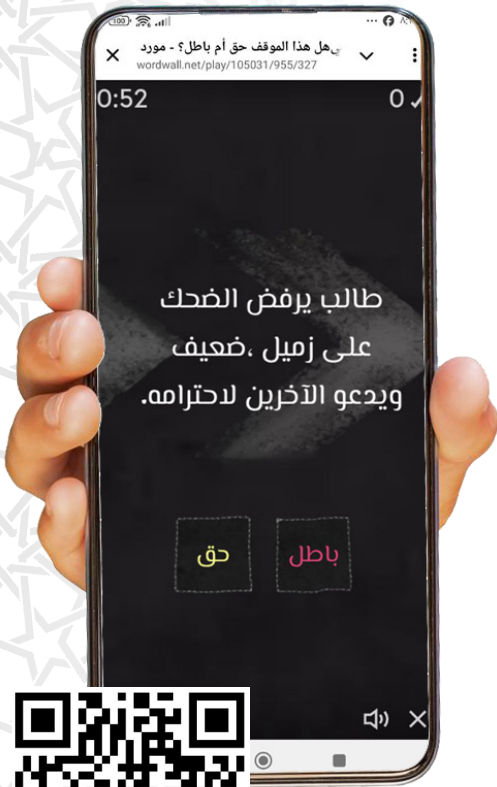 100
هل هذا الموقف حق أم باطل؟ - مورد
wordwall.net/play/105031/955/327
0:52
0
طالب يرفض الضحك
على زميل ،ضعيف
ويدعو الآخرين لاحترامه.
باطل
حق